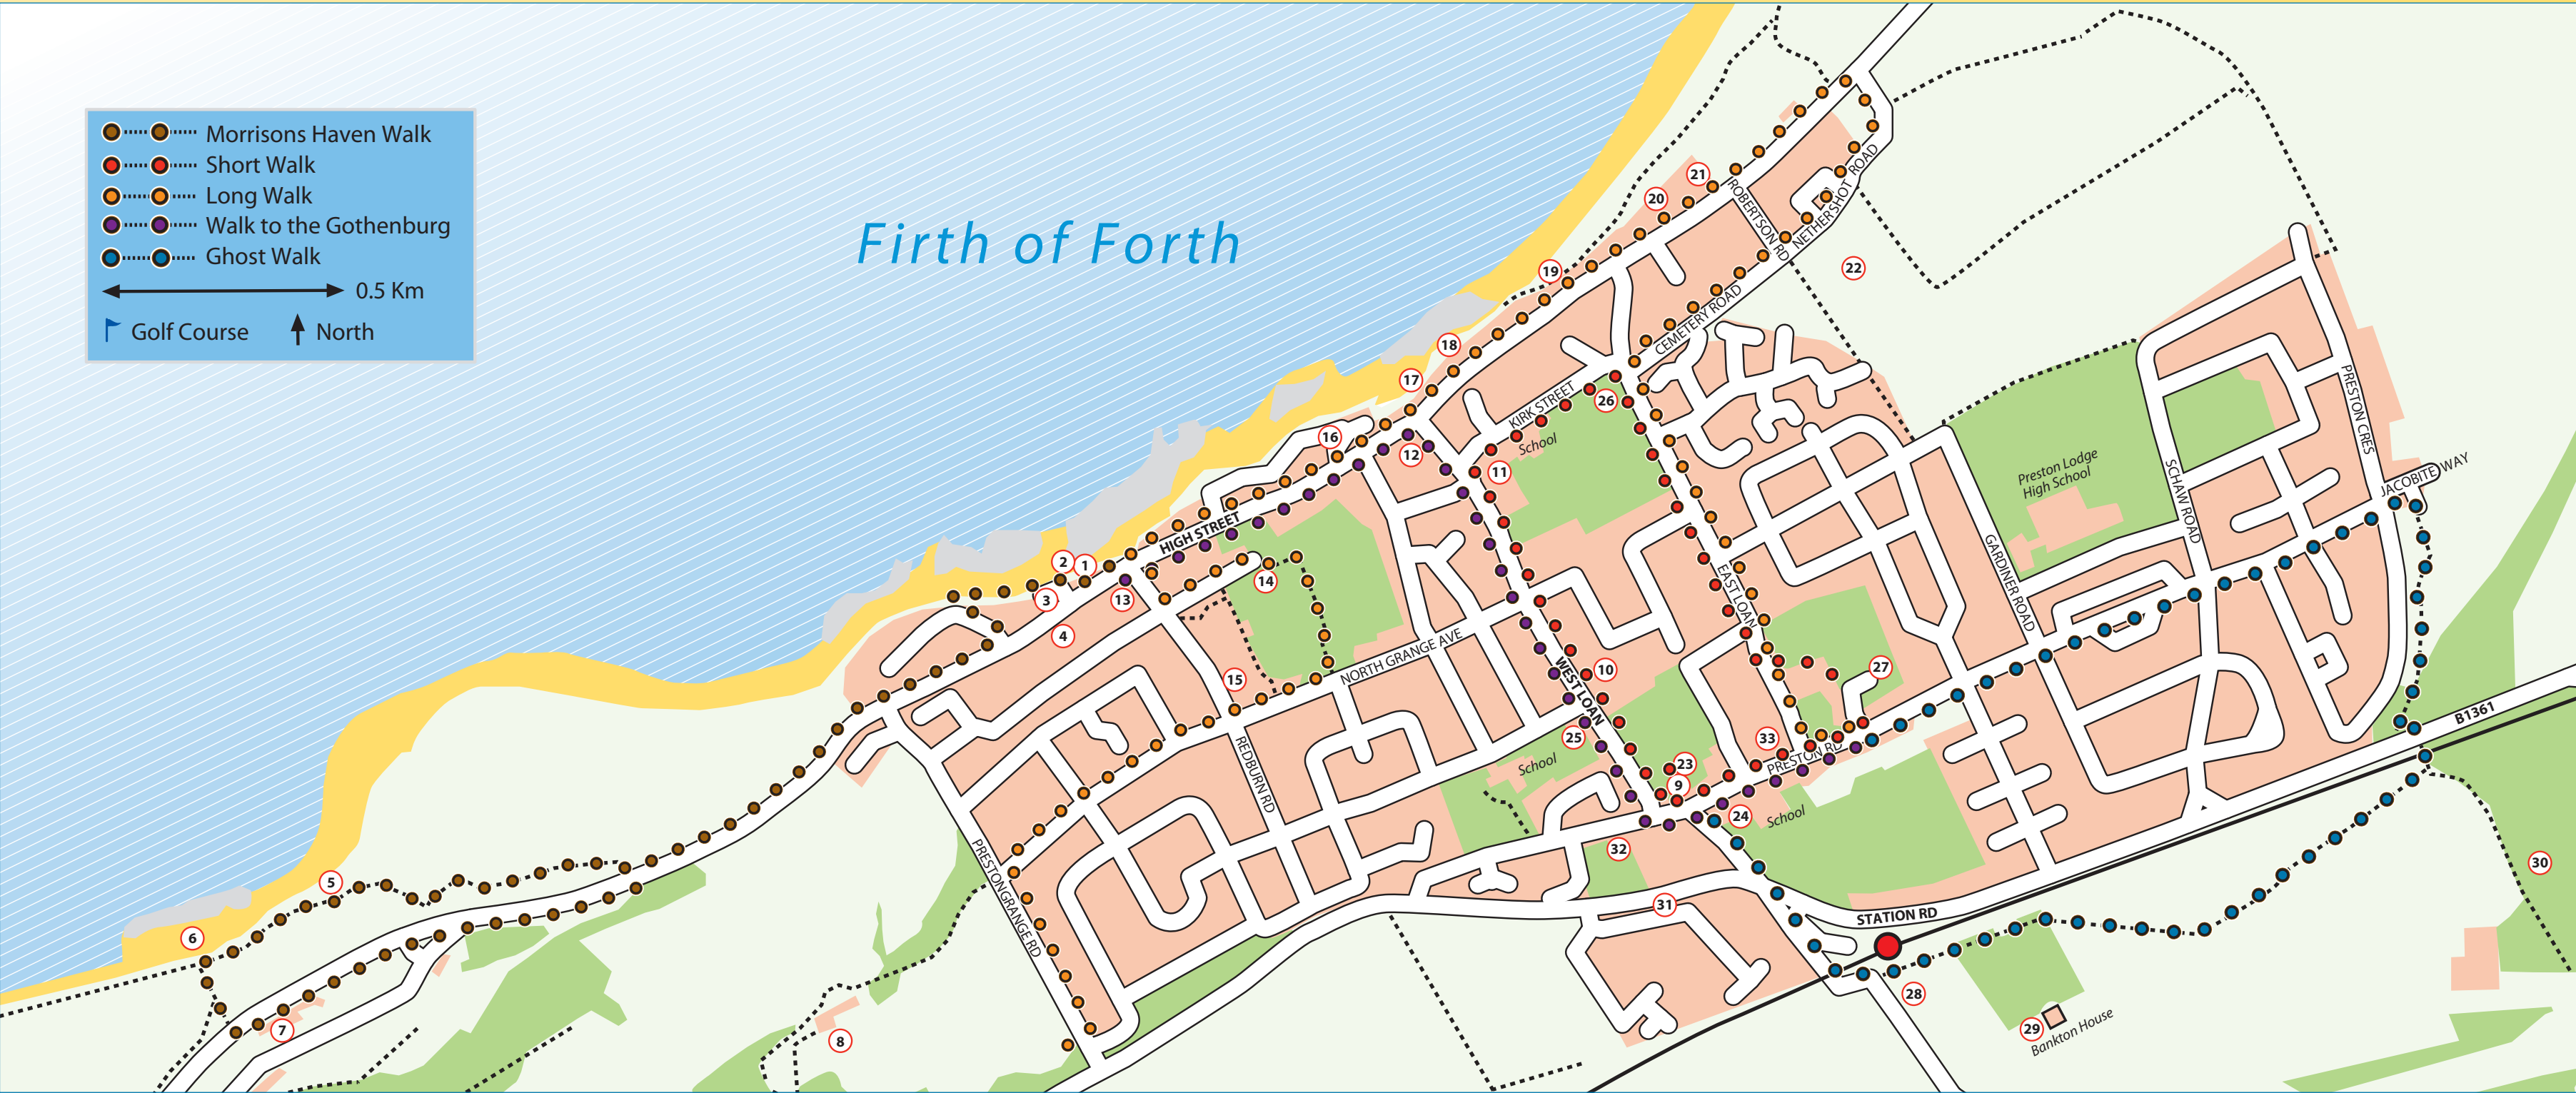 Morrisons Haven Walk
Short Walk
Long Walk
Walk to the Gothenburg
Ghost Walk
0.5 Km
Golf Course
North
Firth of Forth
21
20
ROBERTSON RD
NETHERSHOT ROAD
22
19
CEMETERY ROAD
18
17
26
KIRK STREET
School
16
12
11
Preston Lodge
High School
PRESTON CRES
SCHAW ROAD
JACOBITE WAY
HIGH STREET
2
1
3
13
14
4
EAST LOAN
GARDINER ROAD
NORTH GRANGE AVE
15
10
WEST LOAN
27
25
33
PRESTON RD
B1361
School
23
9
24
School
REDBURN RD
32
PRESTONGRANGE RD
5
6
7
8
31
STATION RD
30
28
29
Bankton House